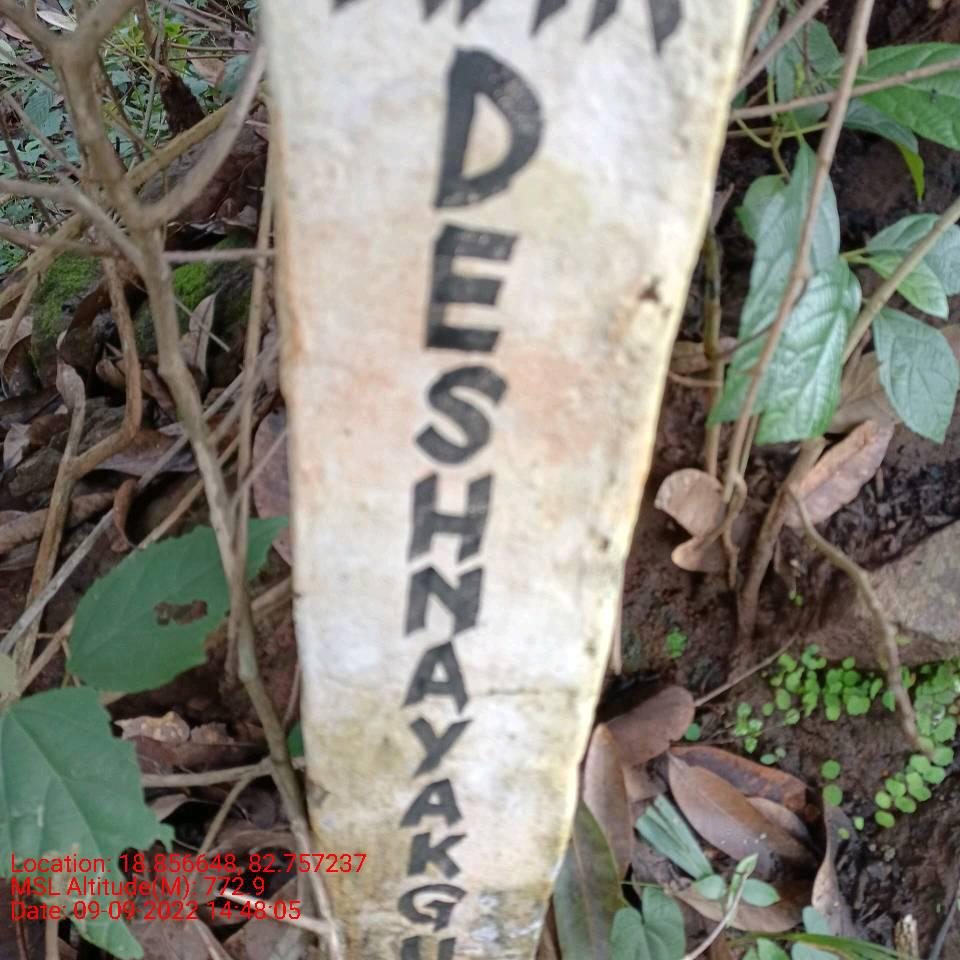 DESHNAYAKGU
Location: 18.856648, 82.757237
MSL Altitude(M): 772.9
Date: 09-09-2022 14:48:05